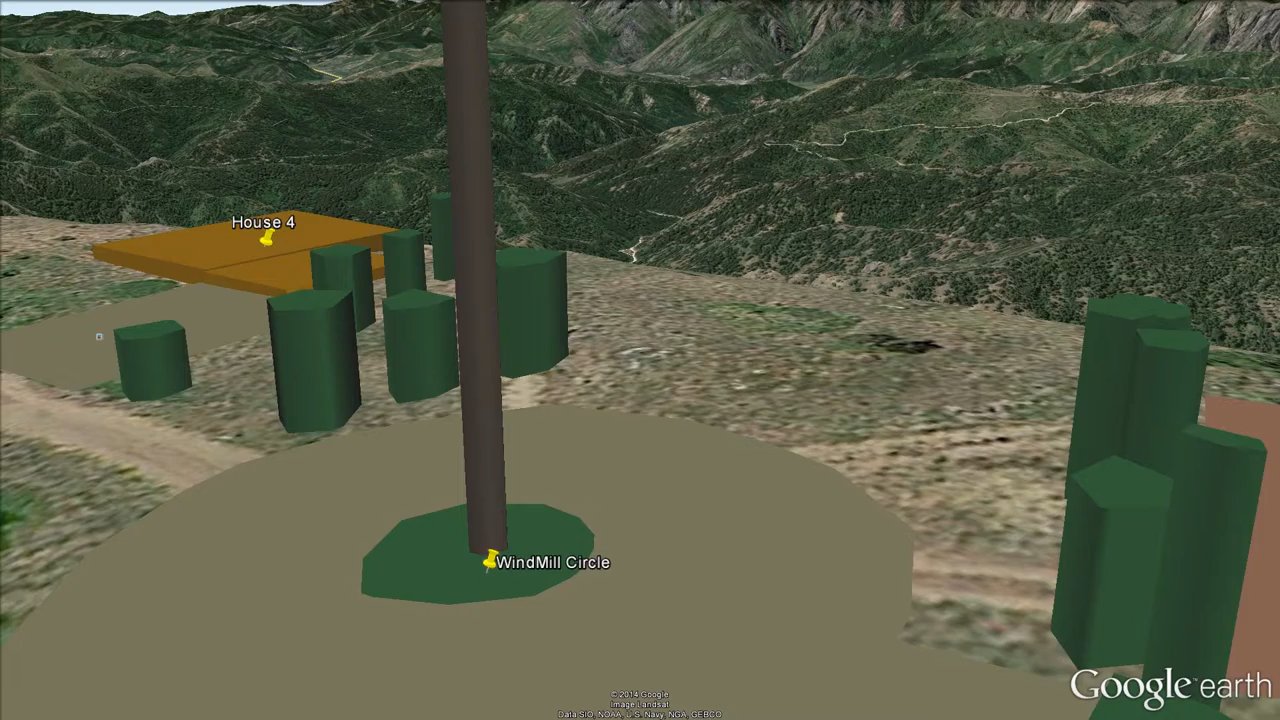 House 4
WindMill Circle
© 2014 Google
Image Landsat
Data SIO, NOAA, U.S. Navy, NGA, GEBCO
Google earth